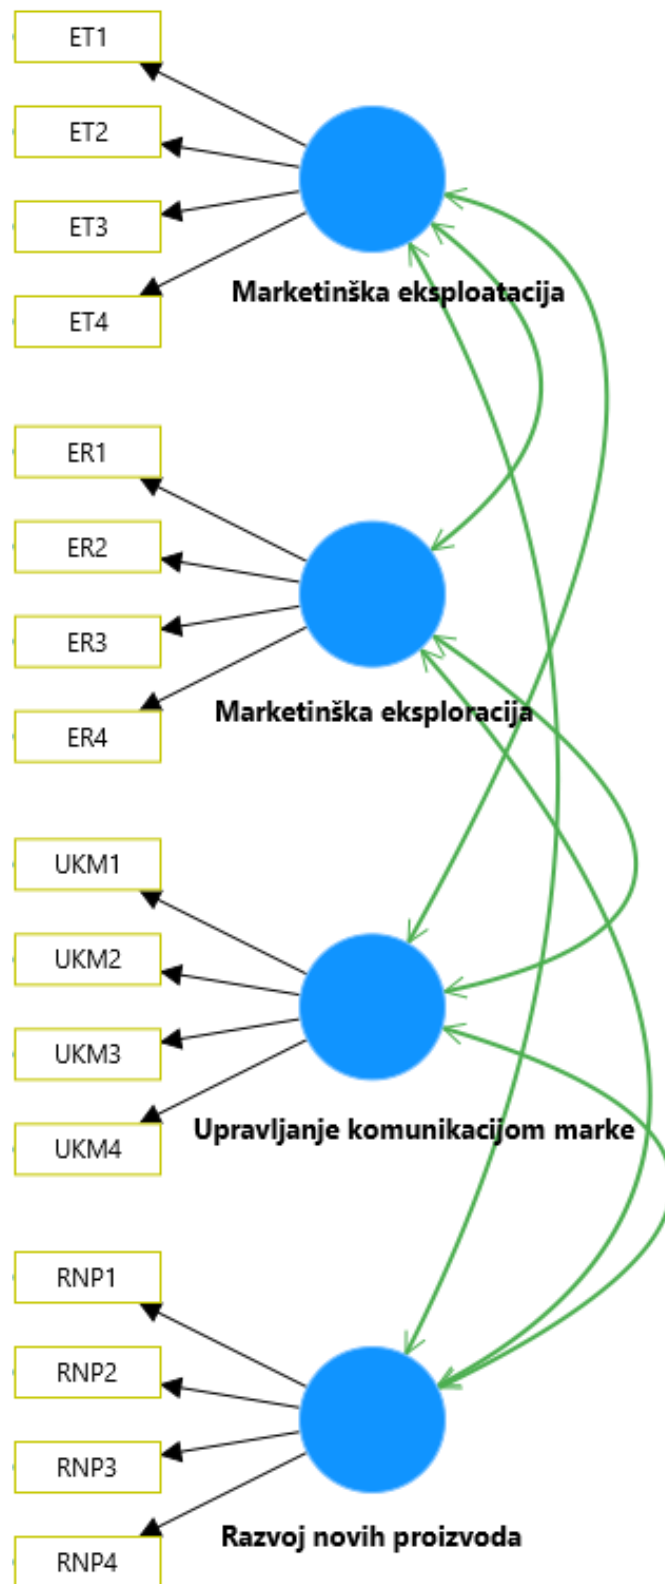 ET1
ET2
ET3
ET4
Marketinška eksploatacija
ER1
ER2
ER3
ER4
Marketinška eksploracija
UKM1
UKM2
UKM3
UKM4
Upravljanje komunikacijom marke
RNP1
RNP2
RNP3
RNP4
Razvoj novih proizvoda